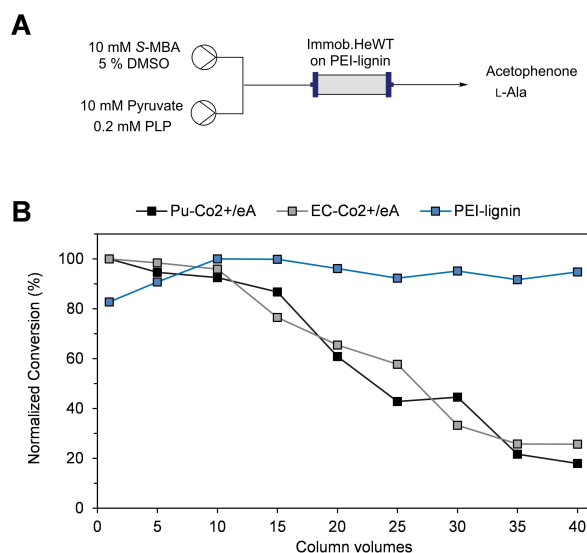 A
10 mM S-MBA
5 % DMSO
10 mM Pyruvate
0.2 mM PLP
Immob.HeWT
on PEI-lignin
Acetophenone
L-Ala
B
Pu-Co2+/eA EC-Co2+/eA PEI-lignin
Normalized Conversion (%)
100
80
60
40
20
0
0 5 10 15 20 25 30 35 40
Column volumes